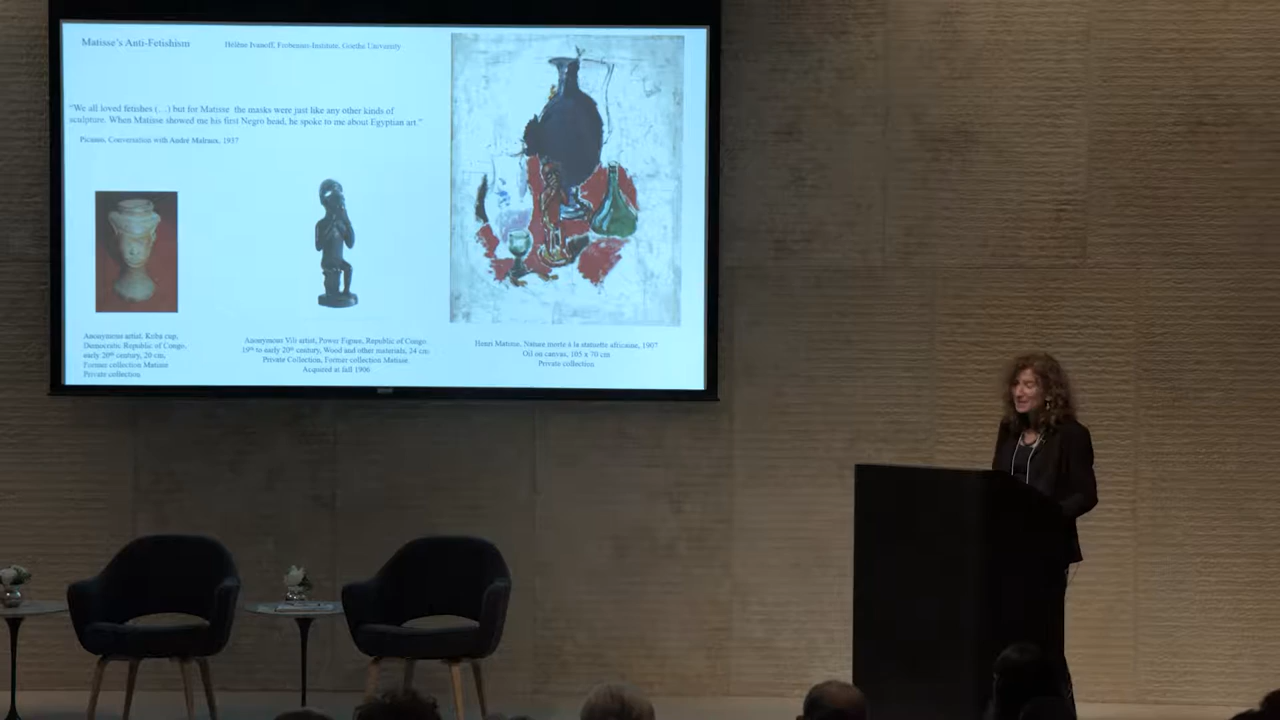 Matisse's Anti-Fetishism
Hélène Ivanoff, Frobenius-Institute, Goethe University
"We all loved fetishes (…) but for Matisse the masks were just like any other kinds of
sculpture. When Matisse showed me his first Negro head, he spoke to me about Egyptian art."
Picasso, Conversation with André Malraux, 1937
Anonymous artist, Kuba cup,
Democratic Republic of Congo,
early 20th century, 20 cm,
Former collection Matisse
Private collection
Anonymous Vili artist, Power Figure, Republic of Congo
19th to early 20th century, Wood and other materials, 24 cm
Private Collection, Former collection Matisse.
Acquired at fall 1906
Henri Matisse, Nature morte à la statuette africaine, 1907
Oil on canvas, 105 x 70 cm
Private collection